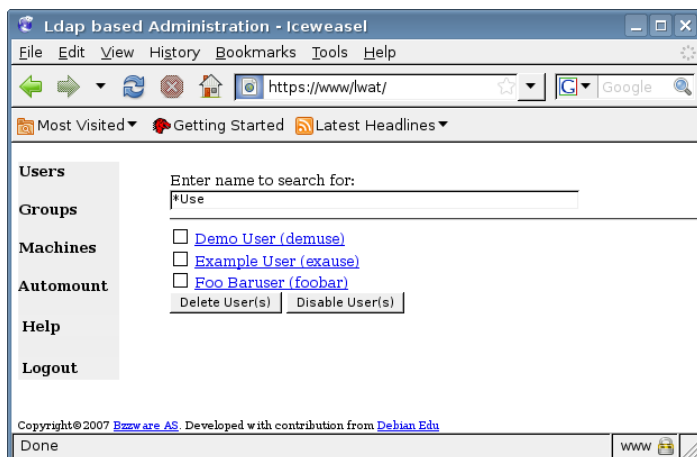 Ldap based Administration - Iceweasel
File Edit View History Bookmarks Tools Help
https://www/lwat/ G Google
Most Visited Getting Started Latest Headlines
Users
Groups
Machines
Automount
Help
Logout
Enter name to search for:
*Use
Demo User (demuse)
Example User (exause)
Foo Baruser (foobar)
Delete User(s) Disable User(s)
Copyright©2007 Bzzware AS. Developed with contribution from Debian Edu
Done www